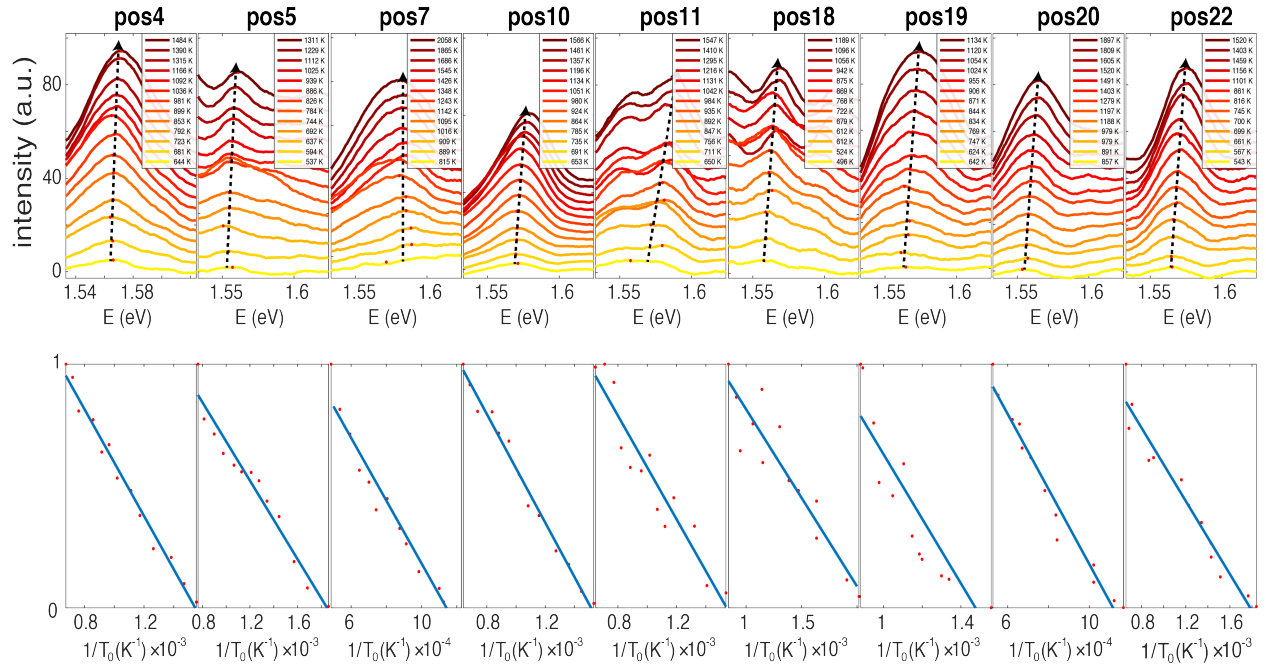 pos4 pos5 pos7 pos10 pos11 pos18 pos19 pos20 pos22
1484 K 1311 K 2058 K 1566 K 1547 K 1189 K 1134 K 1897 K 1520 K
1390 K 1229 K 1865 K 1461 K 1410 K 1096 K 1120 K 1809 K 1403 K
1315 K 1112 K 1686 K 1357 K 1295 K 1056 K 1054 K 1605 K 1459 K
1166 K 1025 K 1545 K 1196 K 1216 K 942 K 1024 K 1520 K 1156 K
1092 K 939 K 1426 K 1134 K 1131 K 875 K 955 K 1491 K 1101 K
1036 K 886 K 1348 K 1051 K 1042 K 869 K 906 K 1403 K 861 K
981 K 826 K 1243 K 980 K 984 K 768 K 871 K 1279 K 816 K
899 K 784 K 1142 K 924 K 935 K 722 K 844 K 1197 K 745 K
853 K 744 K 1095 K 864 K 892 K 679 K 834 K 1188 K 700 K
792 K 692 K 1016 K 785 K 847 K 612 K 769 K 979 K 699 K
723 K 637 K 909 K 735 K 756 K 612 K 747 K 979 K 661 K
681 K 594 K 889 K 691 K 711 K 524 K 624 K 891 K 567 K
644 K 537 K 815 K 653 K 650 K 496 K 642 K 857 K 543 K
intensity (a.u.)
80
40
0
1.54 1.58 1.55 1.6 1.55 1.6 1.55 1.6 1.55 1.6 1.55 1.6 1.55 1.6 1.55 1.6 1.55 1.6
E (eV) E (eV) E (eV) E (eV) E (eV) E (eV) E (eV) E (eV) E (eV)
1
0
0.8 1.2 0.8 1.2 1.6 6 10 0.8 1.2 0.8 1.2 1 1.5 1 1.4 6 10 0.8 1.2 1.6
1/T₀(K⁻¹) ×10⁻³ 1/T₀(K⁻¹) ×10⁻³ 1/T₀(K⁻¹) ×10⁻⁴ 1/T₀(K⁻¹) ×10⁻³ 1/T₀(K⁻¹) ×10⁻³ 1/T₀(K⁻¹) ×10⁻³ 1/T₀(K⁻¹) ×10⁻³ 1/T₀(K⁻¹) ×10⁻⁴ 1/T₀(K⁻¹) ×10⁻³